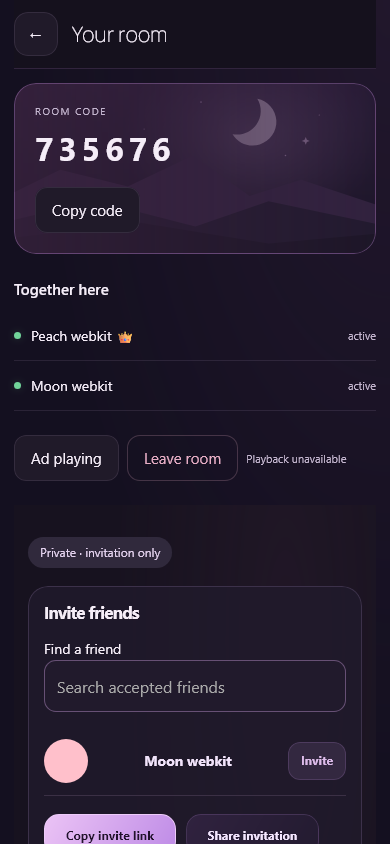 ← Your room
ROOM CODE
735676
Copy code
Together here
Peach webkit 👑 active
Moon webkit active
Ad playing Leave room Playback unavailable
Private · invitation only
Invite friends
Find a friend
Search accepted friends
Moon webkit Invite
Copy invite link Share invitation